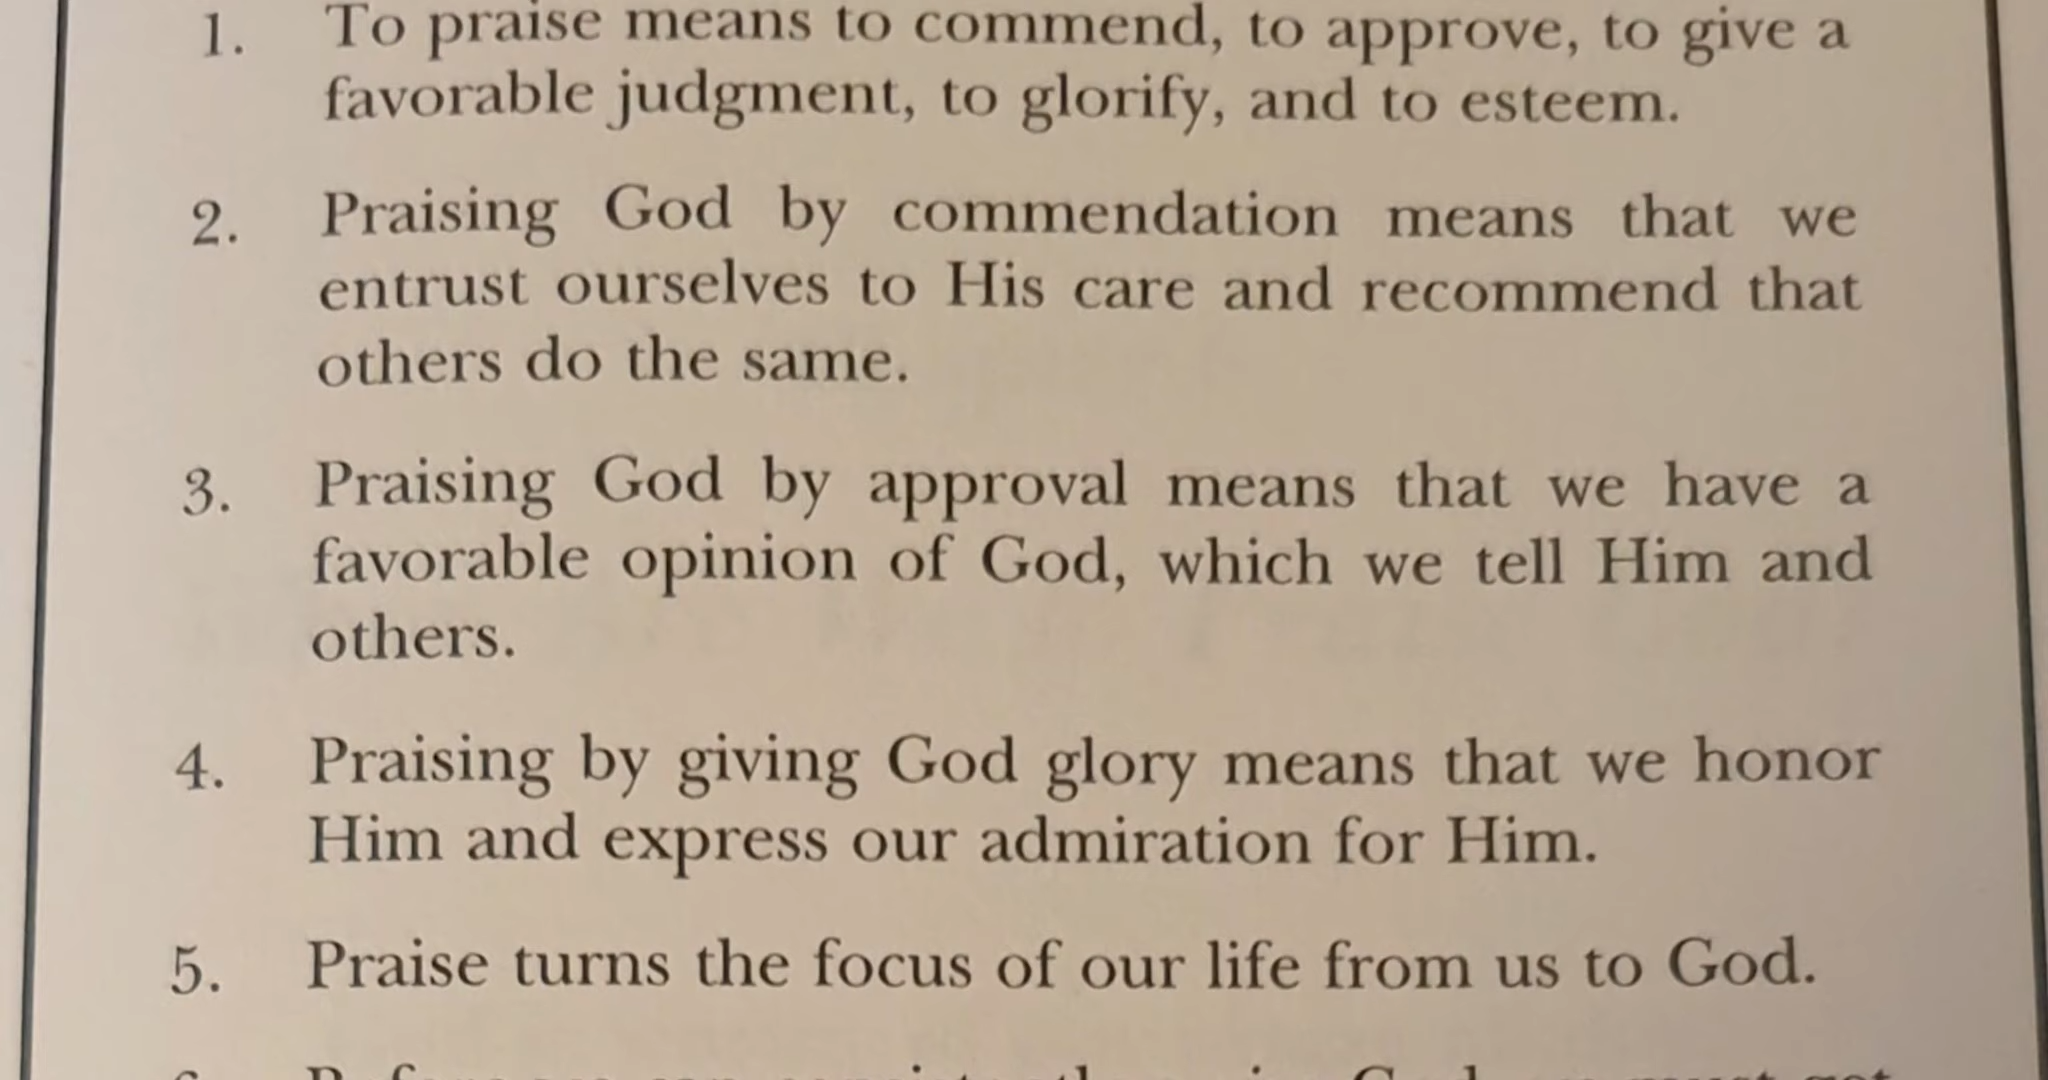 1. To praise means to commend, to approve, to give a
favorable judgment, to glorify, and to esteem.
2. Praising God by commendation means that we
entrust ourselves to His care and recommend that
others do the same.
3. Praising God by approval means that we have a
favorable opinion of God, which we tell Him and
others.
4. Praising by giving God glory means that we honor
Him and express our admiration for Him.
5. Praise turns the focus of our life from us to God.